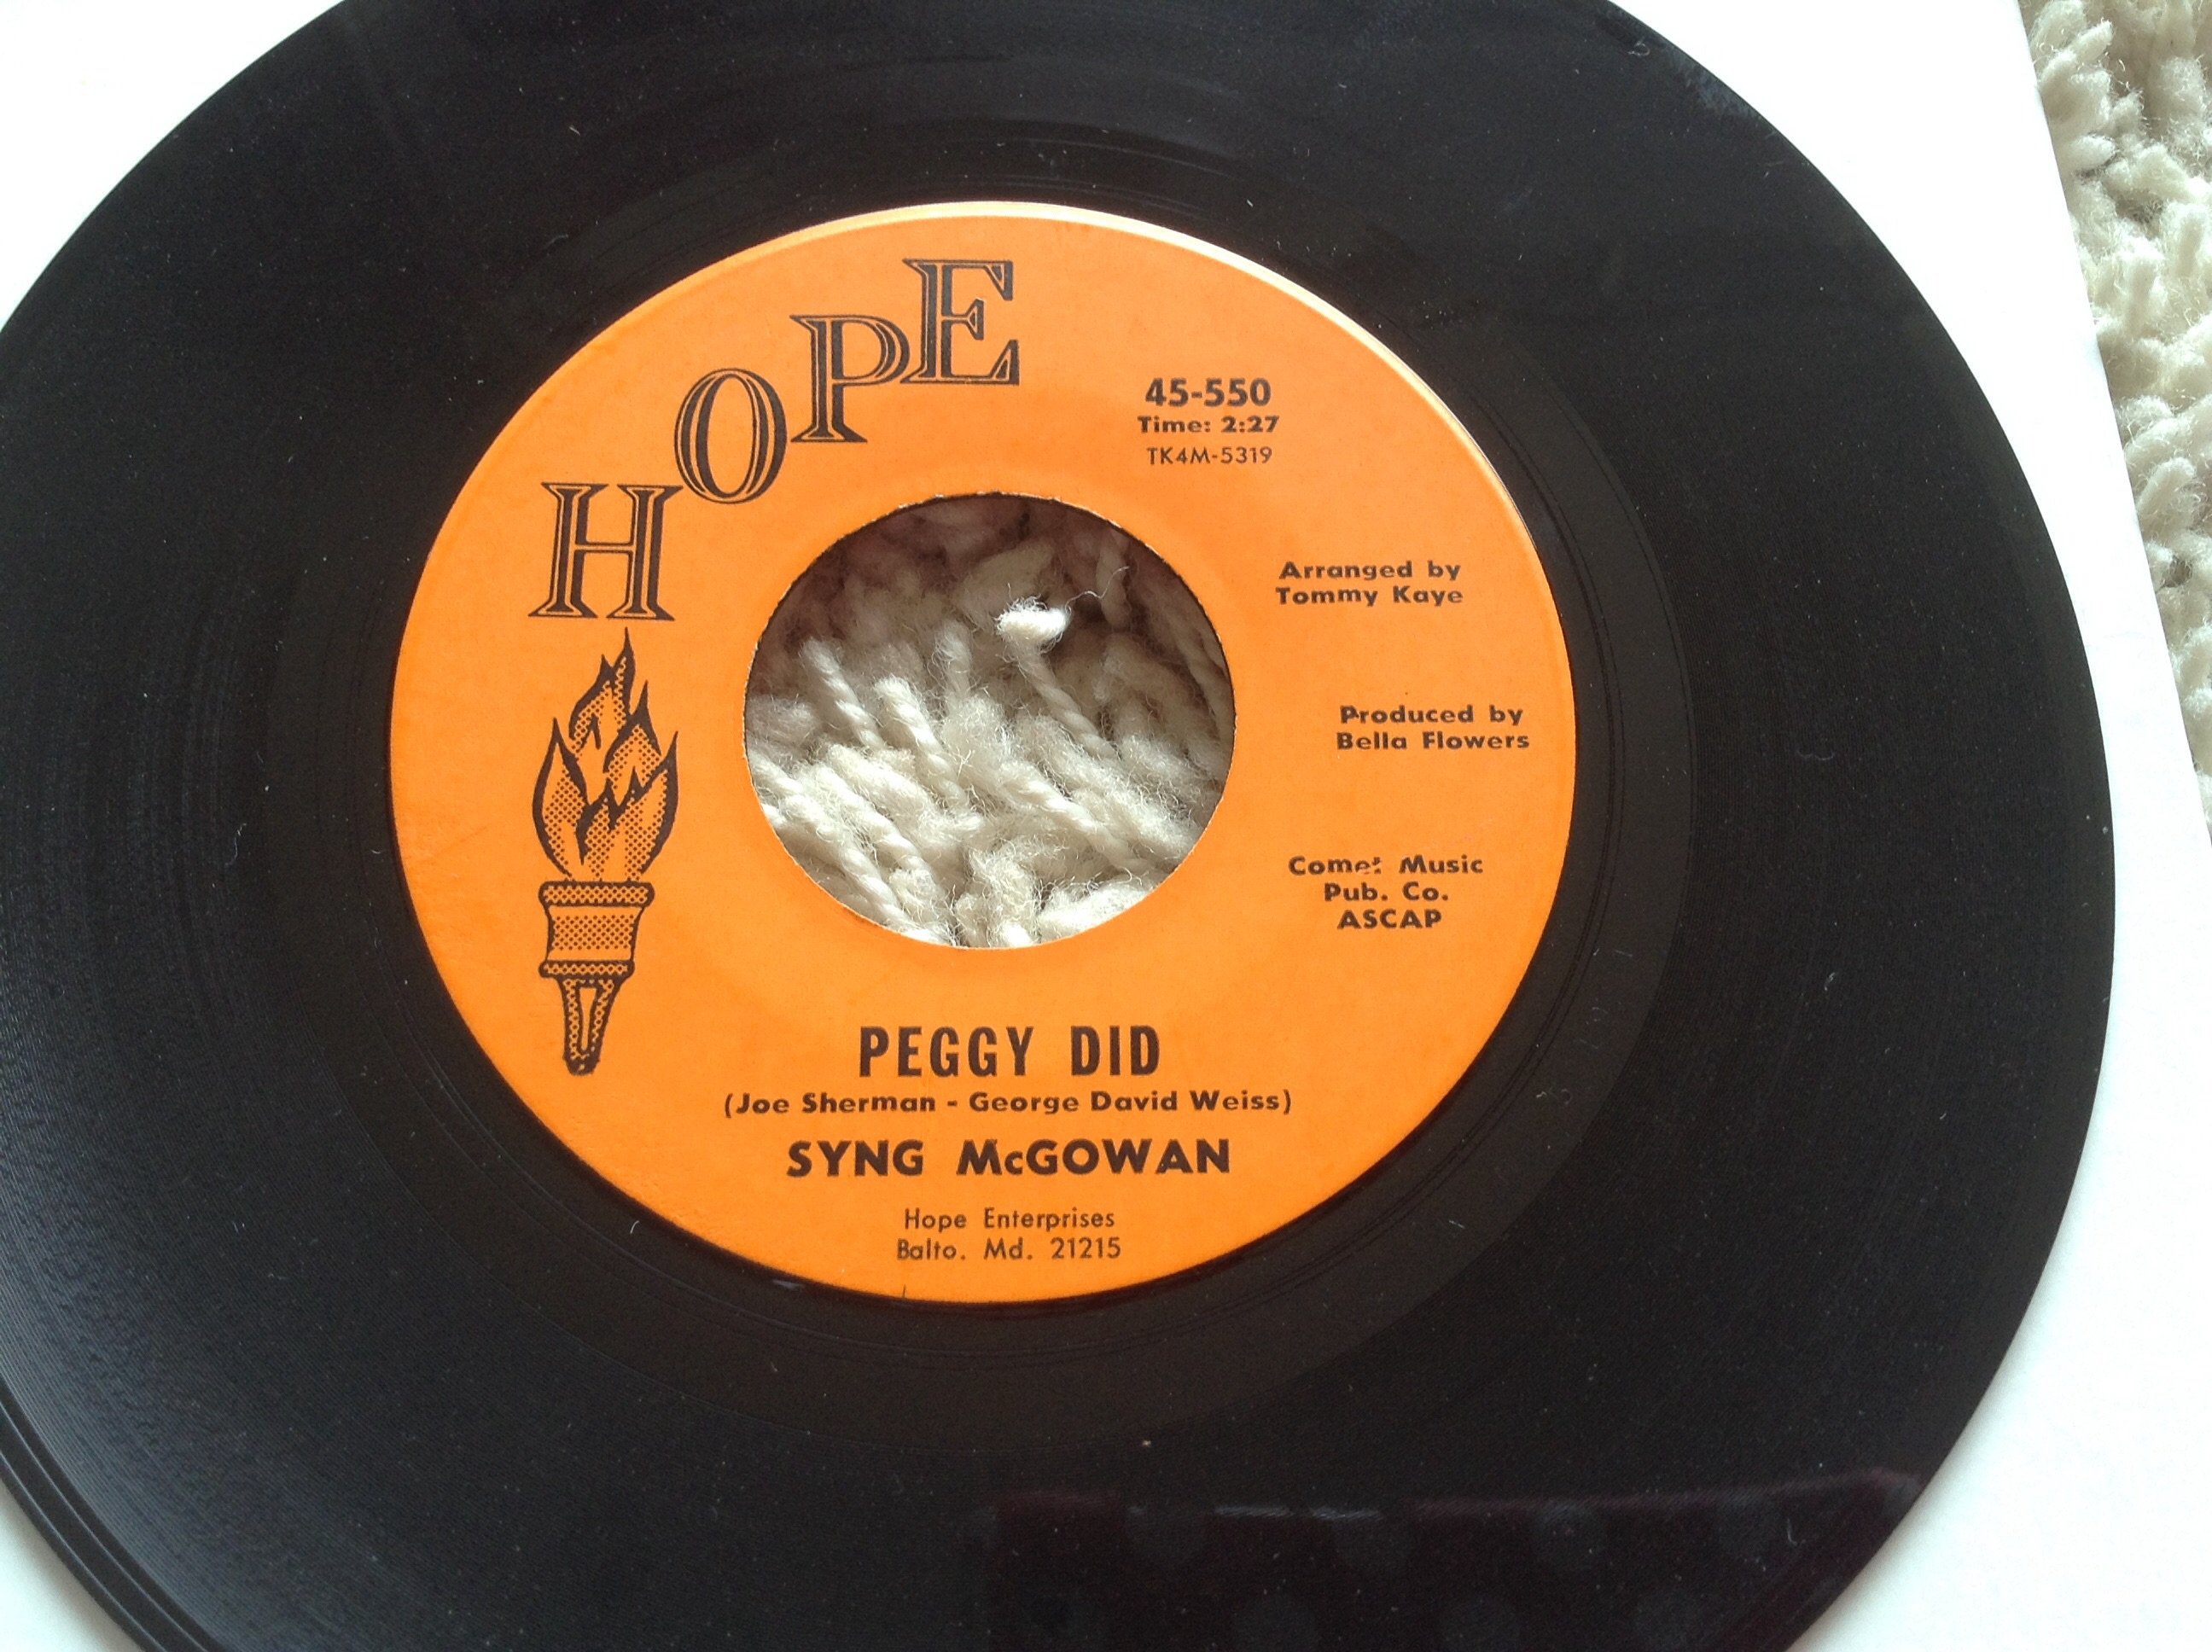 HOPE
45-550
Time: 2:27
TK4M-5319
Arranged by
Tommy Kaye
Produced by
Bella Flowers
Comet Music
Pub. Co.
ASCAP
PEGGY DID
(Joe Sherman - George David Weiss)
SYNG McGOWAN
Hope Enterprises
Balto. Md. 21215